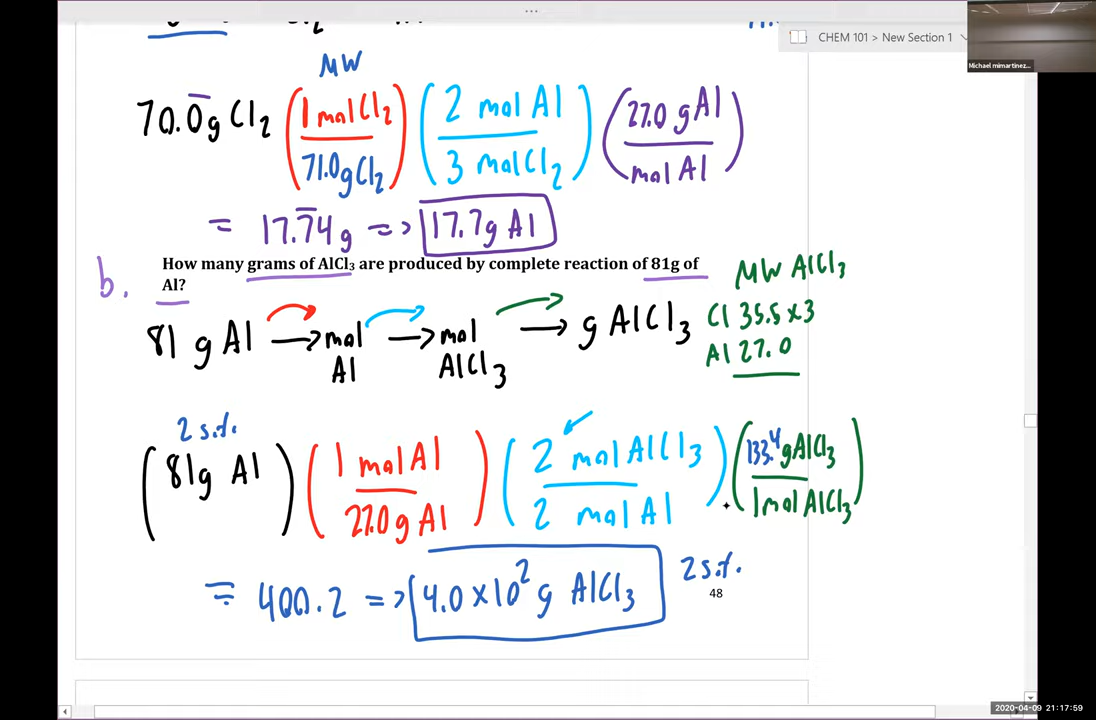 CHEM 101 > New Section 1
Michael mimartinez...
MW
70.0g Cl₂ (1 mol Cl₂ / 71.0g Cl₂) (2 mol Al / 3 mol Cl₂) (27.0 g Al / mol Al)
= 17.74g => 17.7g Al
b. How many grams of AlCl₃ are produced by complete reaction of 81g of
Al?
MW AlCl₃
Cl 35.5 x 3
Al 27.0
81 g Al → mol Al → mol AlCl₃ → g AlCl₃
2 s.f.
(81g Al) (1 mol Al / 27.0 g Al) (2 mol AlCl₃ / 2 mol Al) (133.4 g AlCl₃ / 1 mol AlCl₃)
= 400.2 => 4.0 x 10² g AlCl₃ 2 s.f.
48
2020-04-09 21:17:59